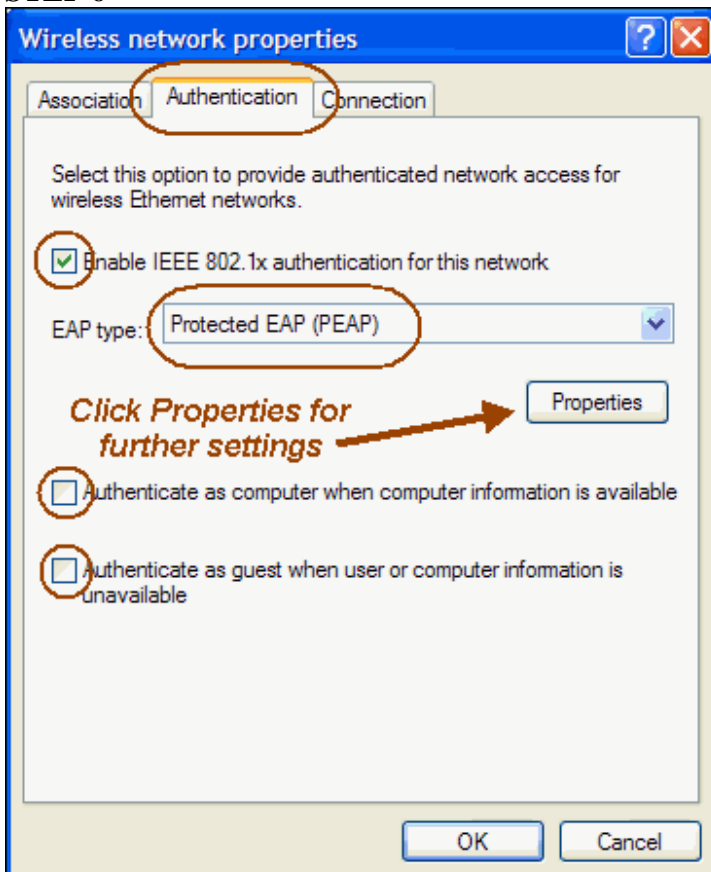 Wireless network properties
Association Authentication Connection
Select this option to provide authenticated network access for
wireless Ethernet networks.
Enable IEEE 802.1x authentication for this network
EAP type: Protected EAP (PEAP)
Properties
Click Properties for
further settings
Authenticate as computer when computer information is available
Authenticate as guest when user or computer information is
unavailable
OK Cancel